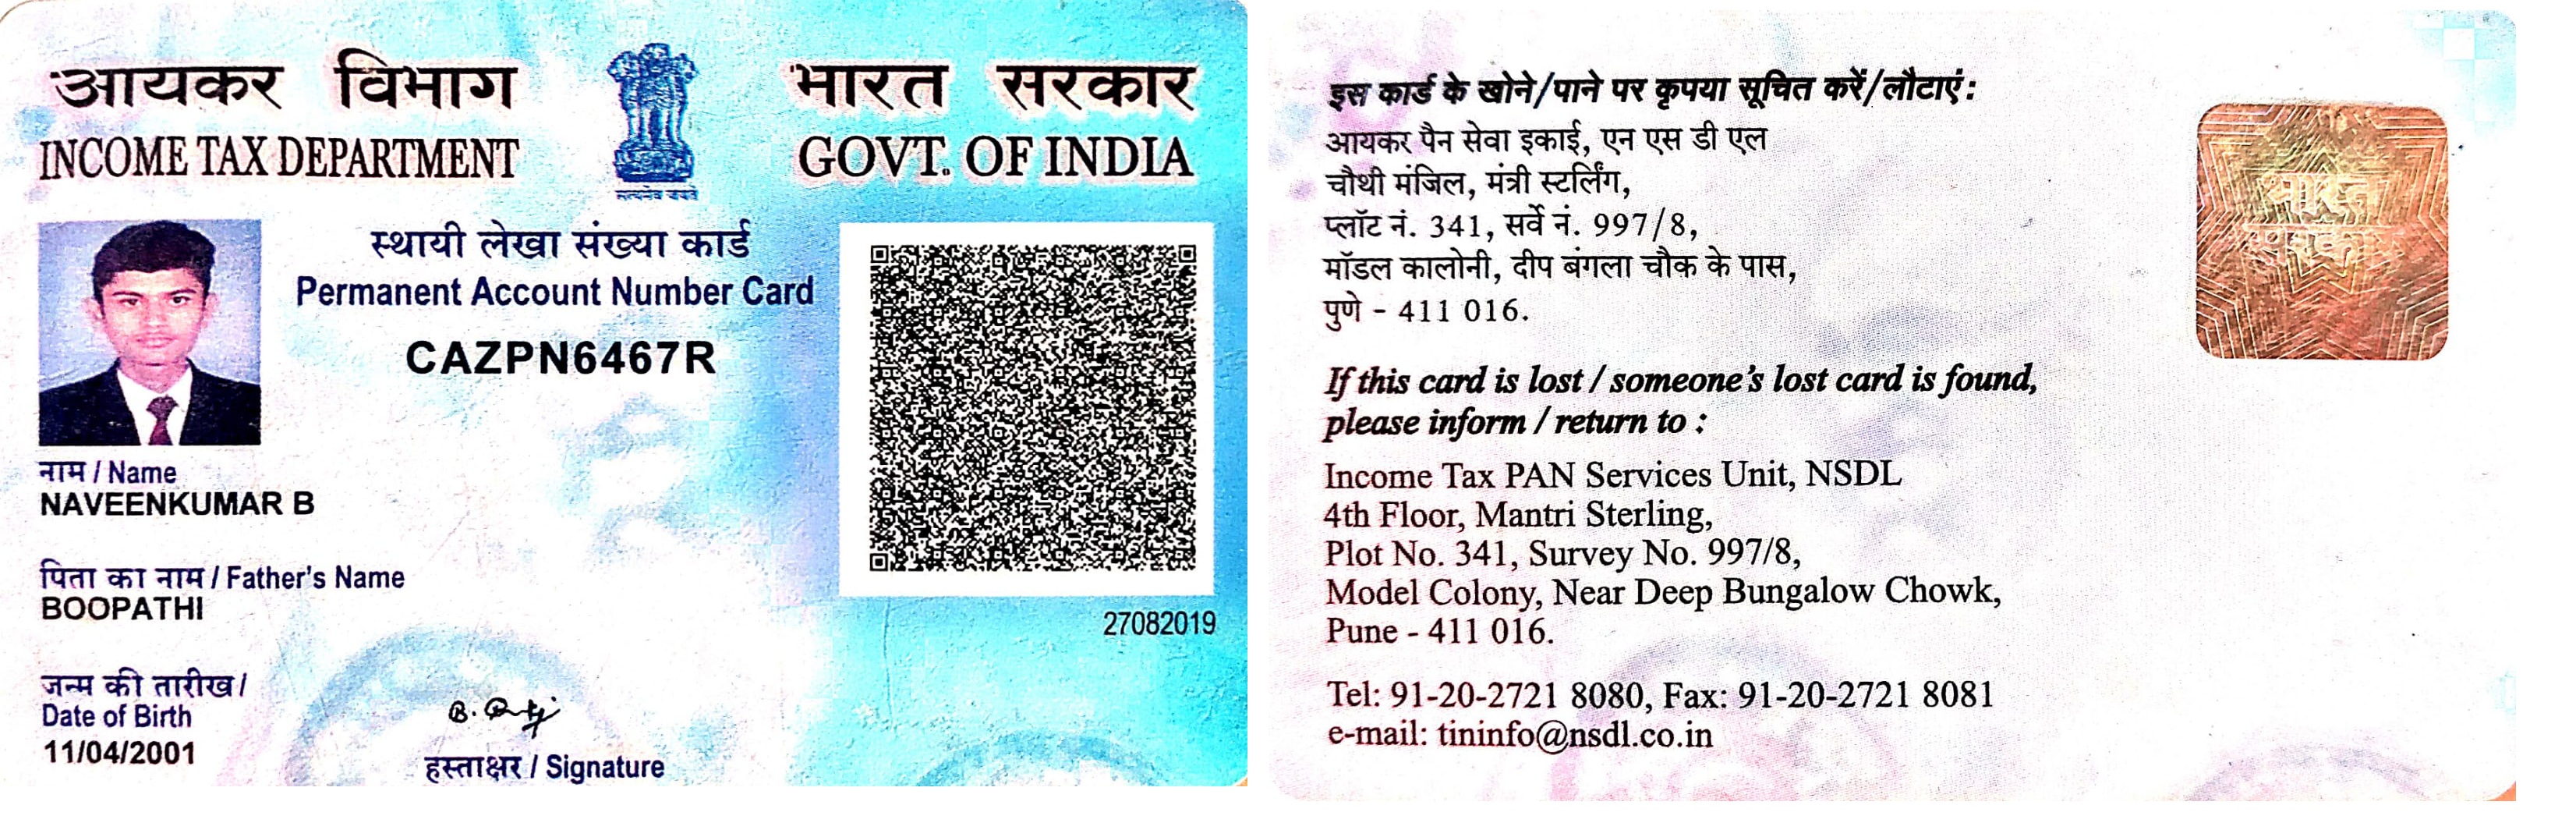 आयकर विभाग
INCOME TAX DEPARTMENT
सत्यमेव जयते
भारत सरकार
GOVT. OF INDIA
स्थायी लेखा संख्या कार्ड
Permanent Account Number Card
CAZPN6467R
नाम / Name
NAVEENKUMAR B
पिता का नाम / Father's Name
BOOPATHI
27082019
जन्म की तारीख /
Date of Birth
11/04/2001
हस्ताक्षर / Signature
इस कार्ड के खोने/पाने पर कृपया सूचित करें/लौटाएं :
आयकर पैन सेवा इकाई, एन एस डी एल
चौथी मंजिल, मंत्री स्टर्लिंग,
प्लॉट नं. 341, सर्वे नं. 997/8,
मॉडल कालोनी, दीप बंगला चौक के पास,
पुणे - 411 016.
If this card is lost / someone's lost card is found,
please inform / return to :
Income Tax PAN Services Unit, NSDL
4th Floor, Mantri Sterling,
Plot No. 341, Survey No. 997/8,
Model Colony, Near Deep Bungalow Chowk,
Pune - 411 016.
Tel: 91-20-2721 8080, Fax: 91-20-2721 8081
e-mail: tininfo@nsdl.co.in
भारत
सरकार